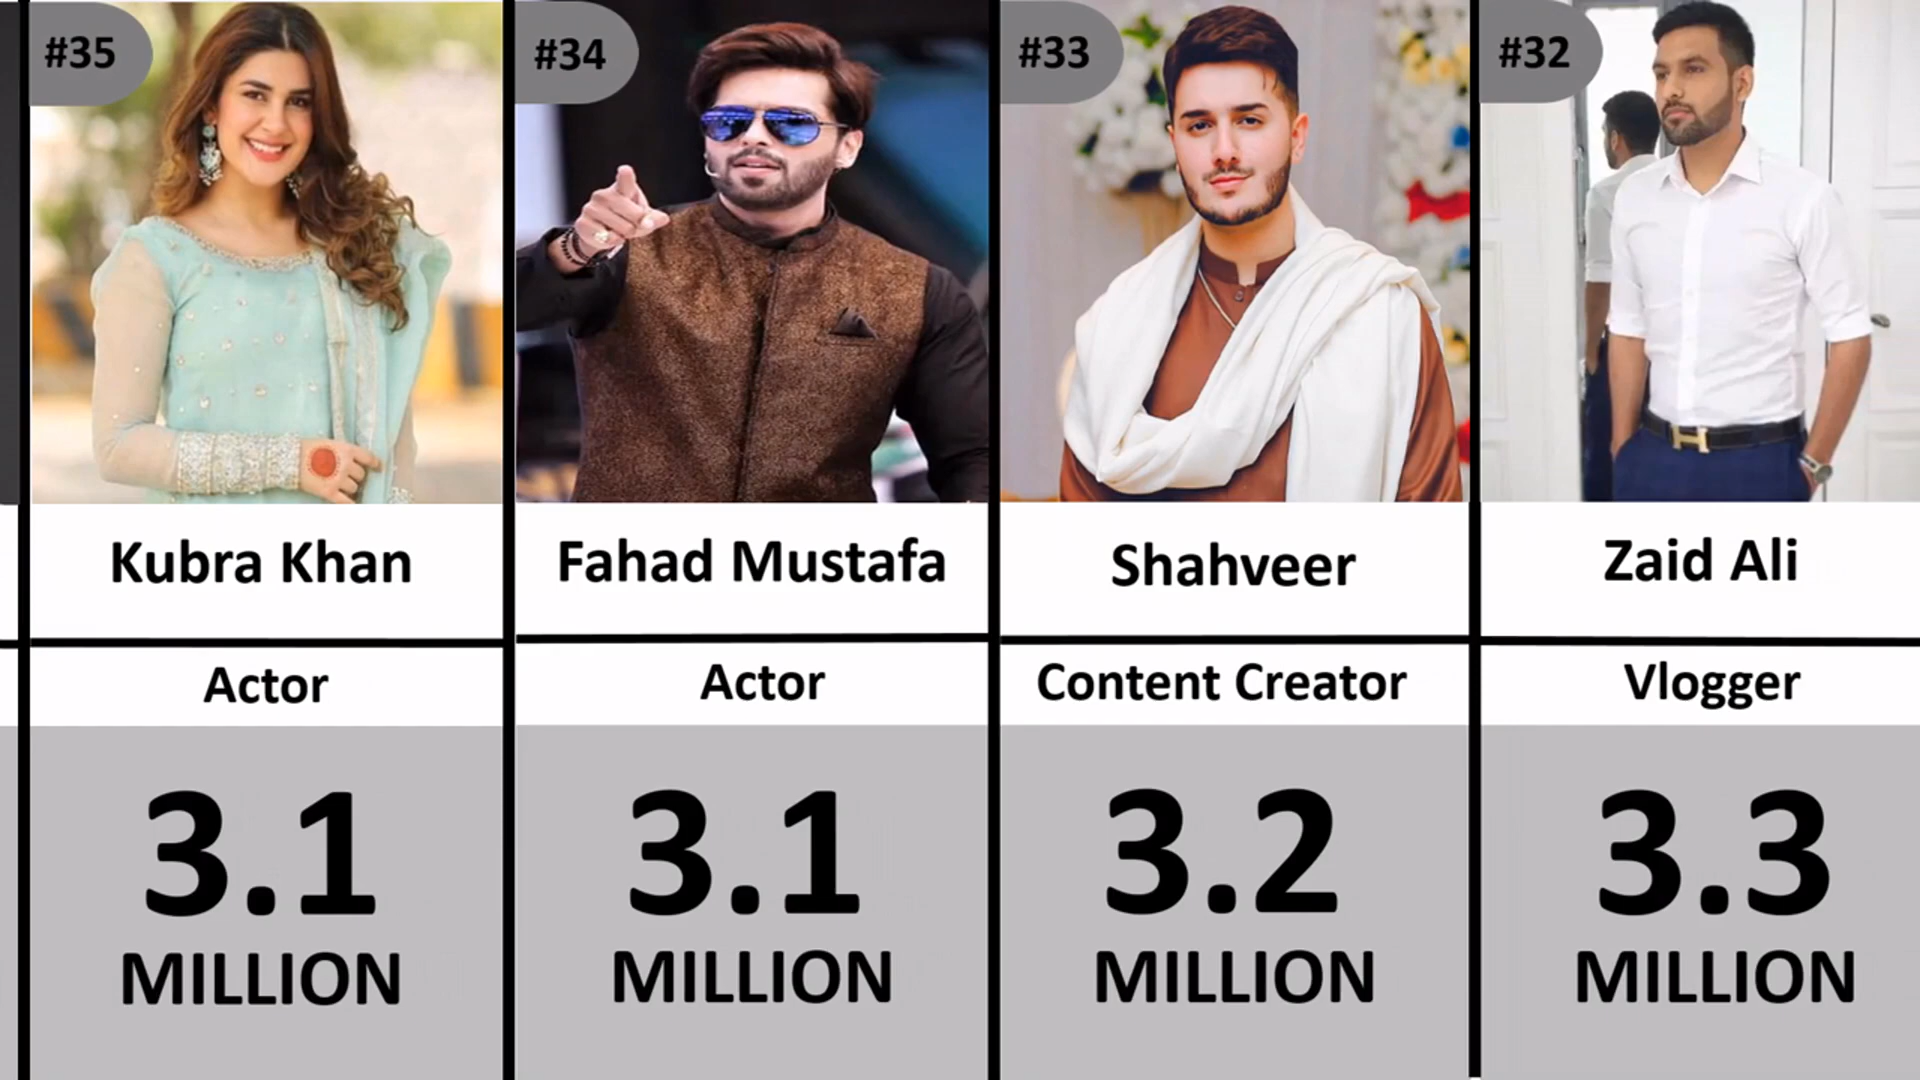 #35
Kubra Khan
Actor
3.1
MILLION
#34
Fahad Mustafa
Actor
3.1
MILLION
#33
Shahveer
Content Creator
3.2
MILLION
#32
Zaid Ali
Vlogger
3.3
MILLION